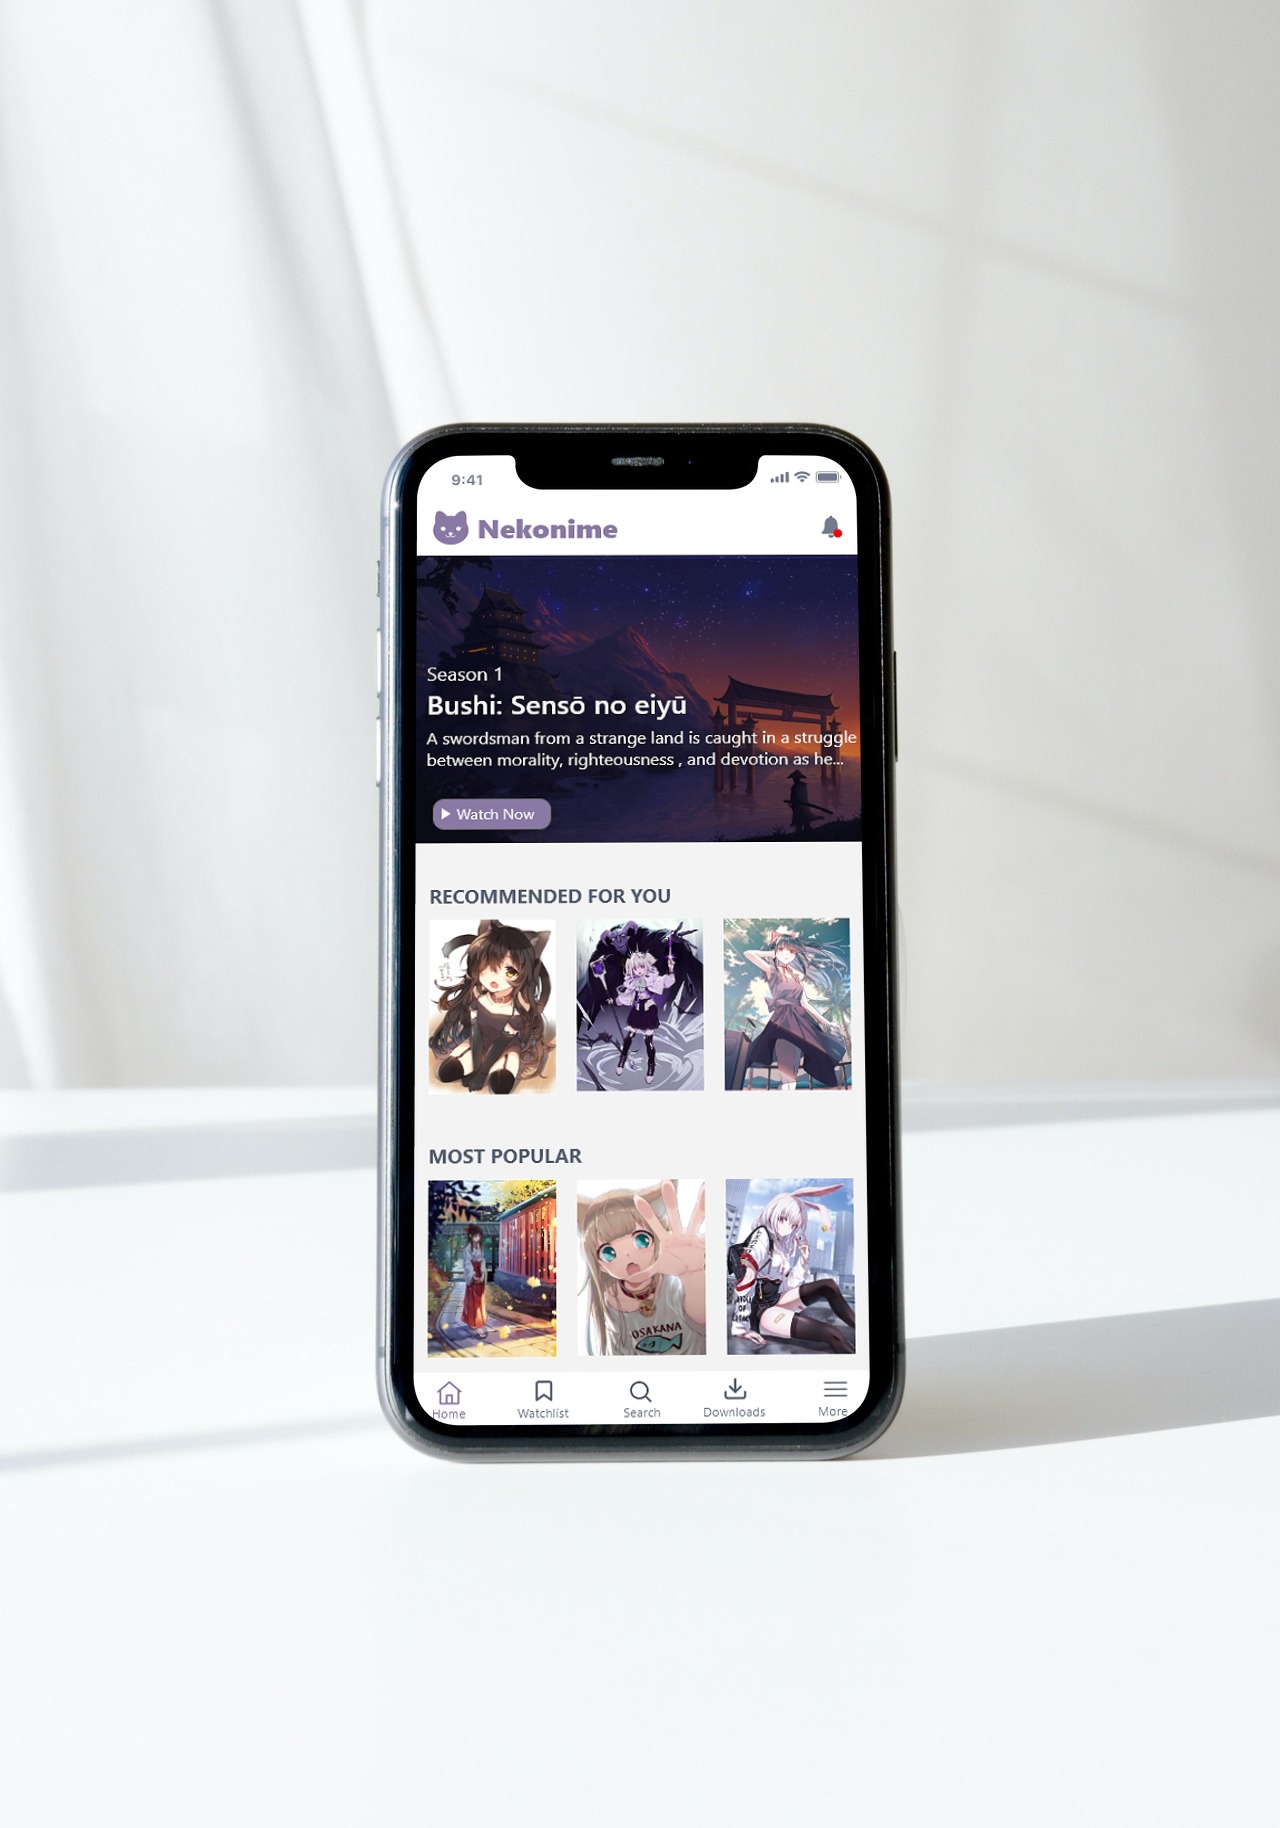 9:41
Nekonime
Season 1
Bushi: Sensō no eiyū
A swordsman from a strange land is caught in a struggle
between morality, righteousness , and devotion as he...
Watch Now
RECOMMENDED FOR YOU
MOST POPULAR
OSAKANA
Home
Watchlist
Search
Downloads
More